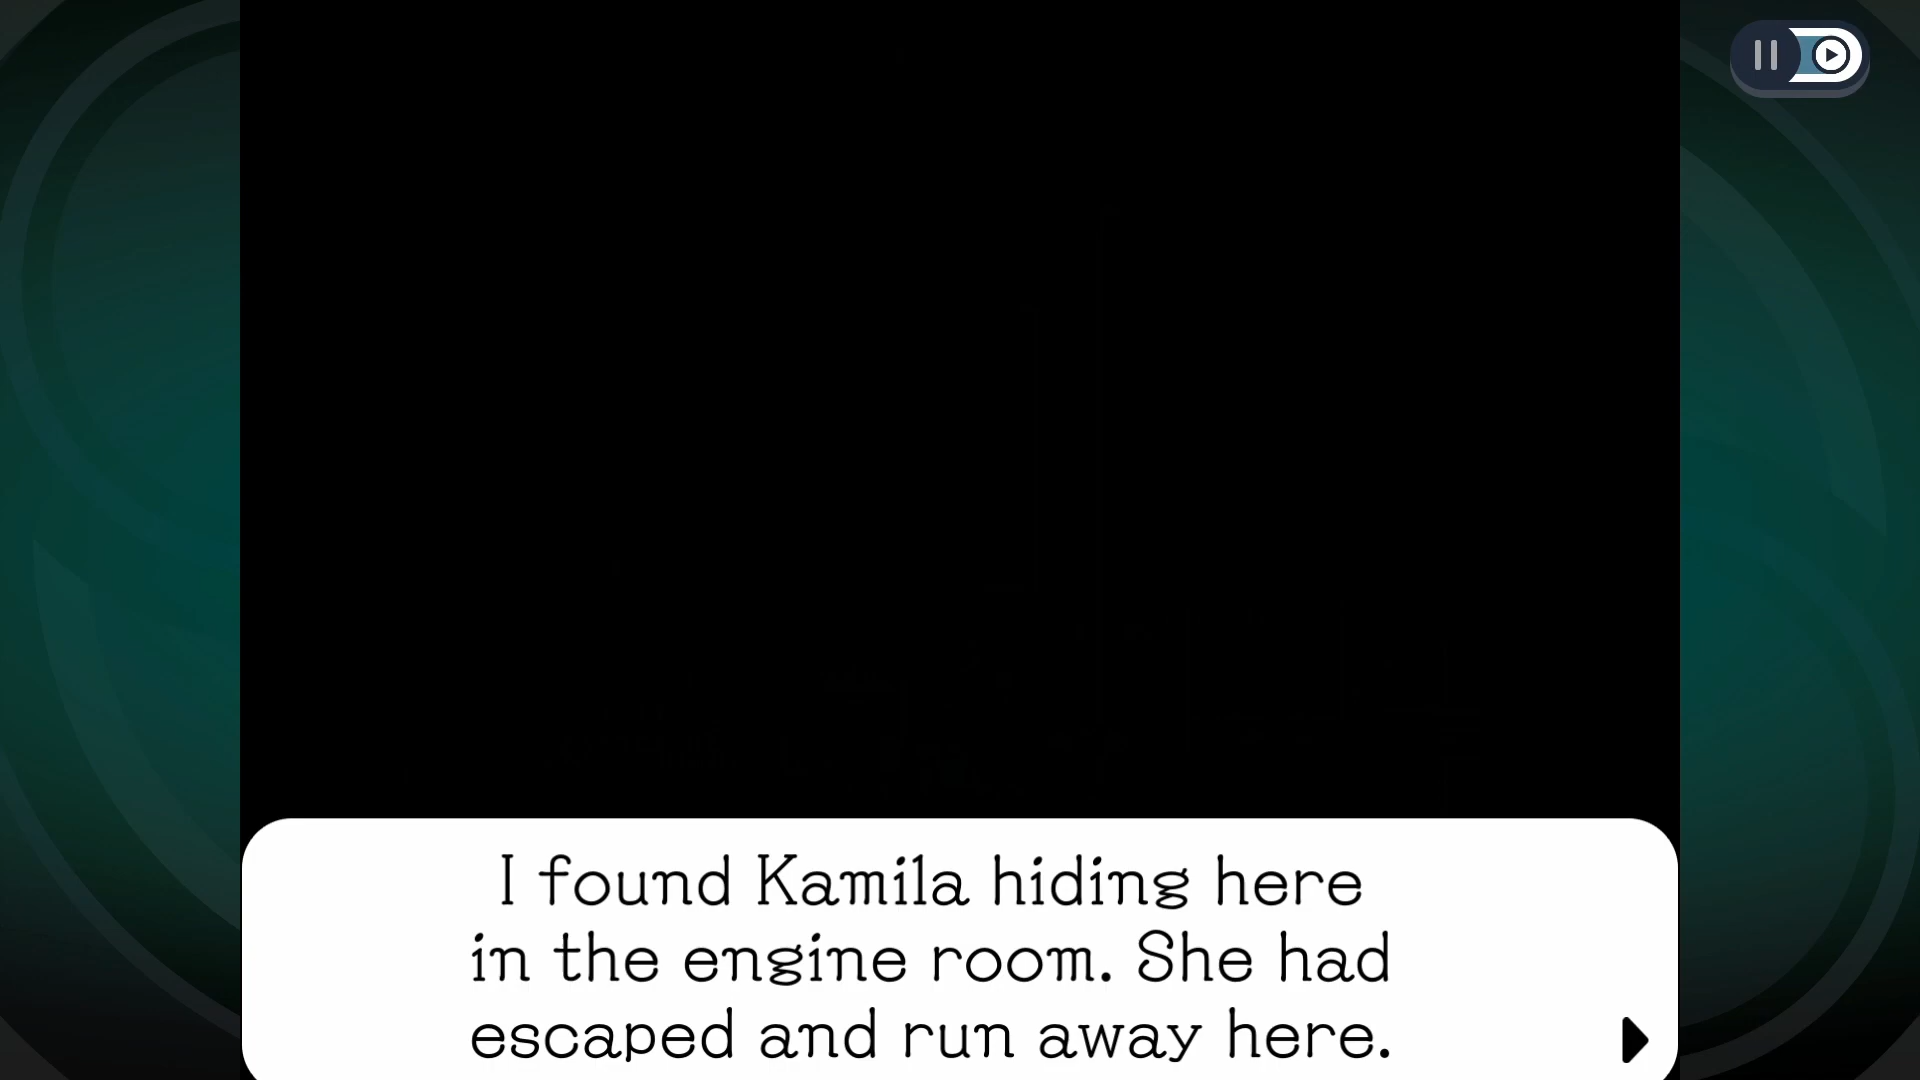 I found Kamila hiding here
in the engine room. She had
escaped and run away here.